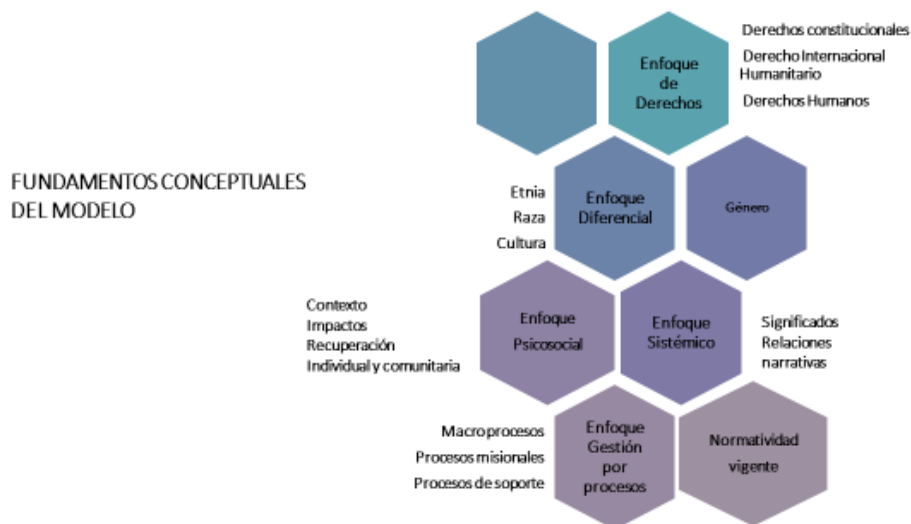 FUNDAMENTOS CONCEPTUALES
DEL MODELO
Enfoque
de
Derechos
Derechos constitucionales
Derecho Internacional
Humanitario
Derechos Humanos
Etnia
Raza
Cultura
Enfoque
Diferencial
Género
Contexto
Impactos
Recuperación
Individual y comunitaria
Enfoque
Psicosocial
Enfoque
Sistémico
Significados
Relaciones
narrativas
Macroprocesos
Procesos misionales
Procesos de soporte
Enfoque
Gestión
por
procesos
Normatividad
vigente